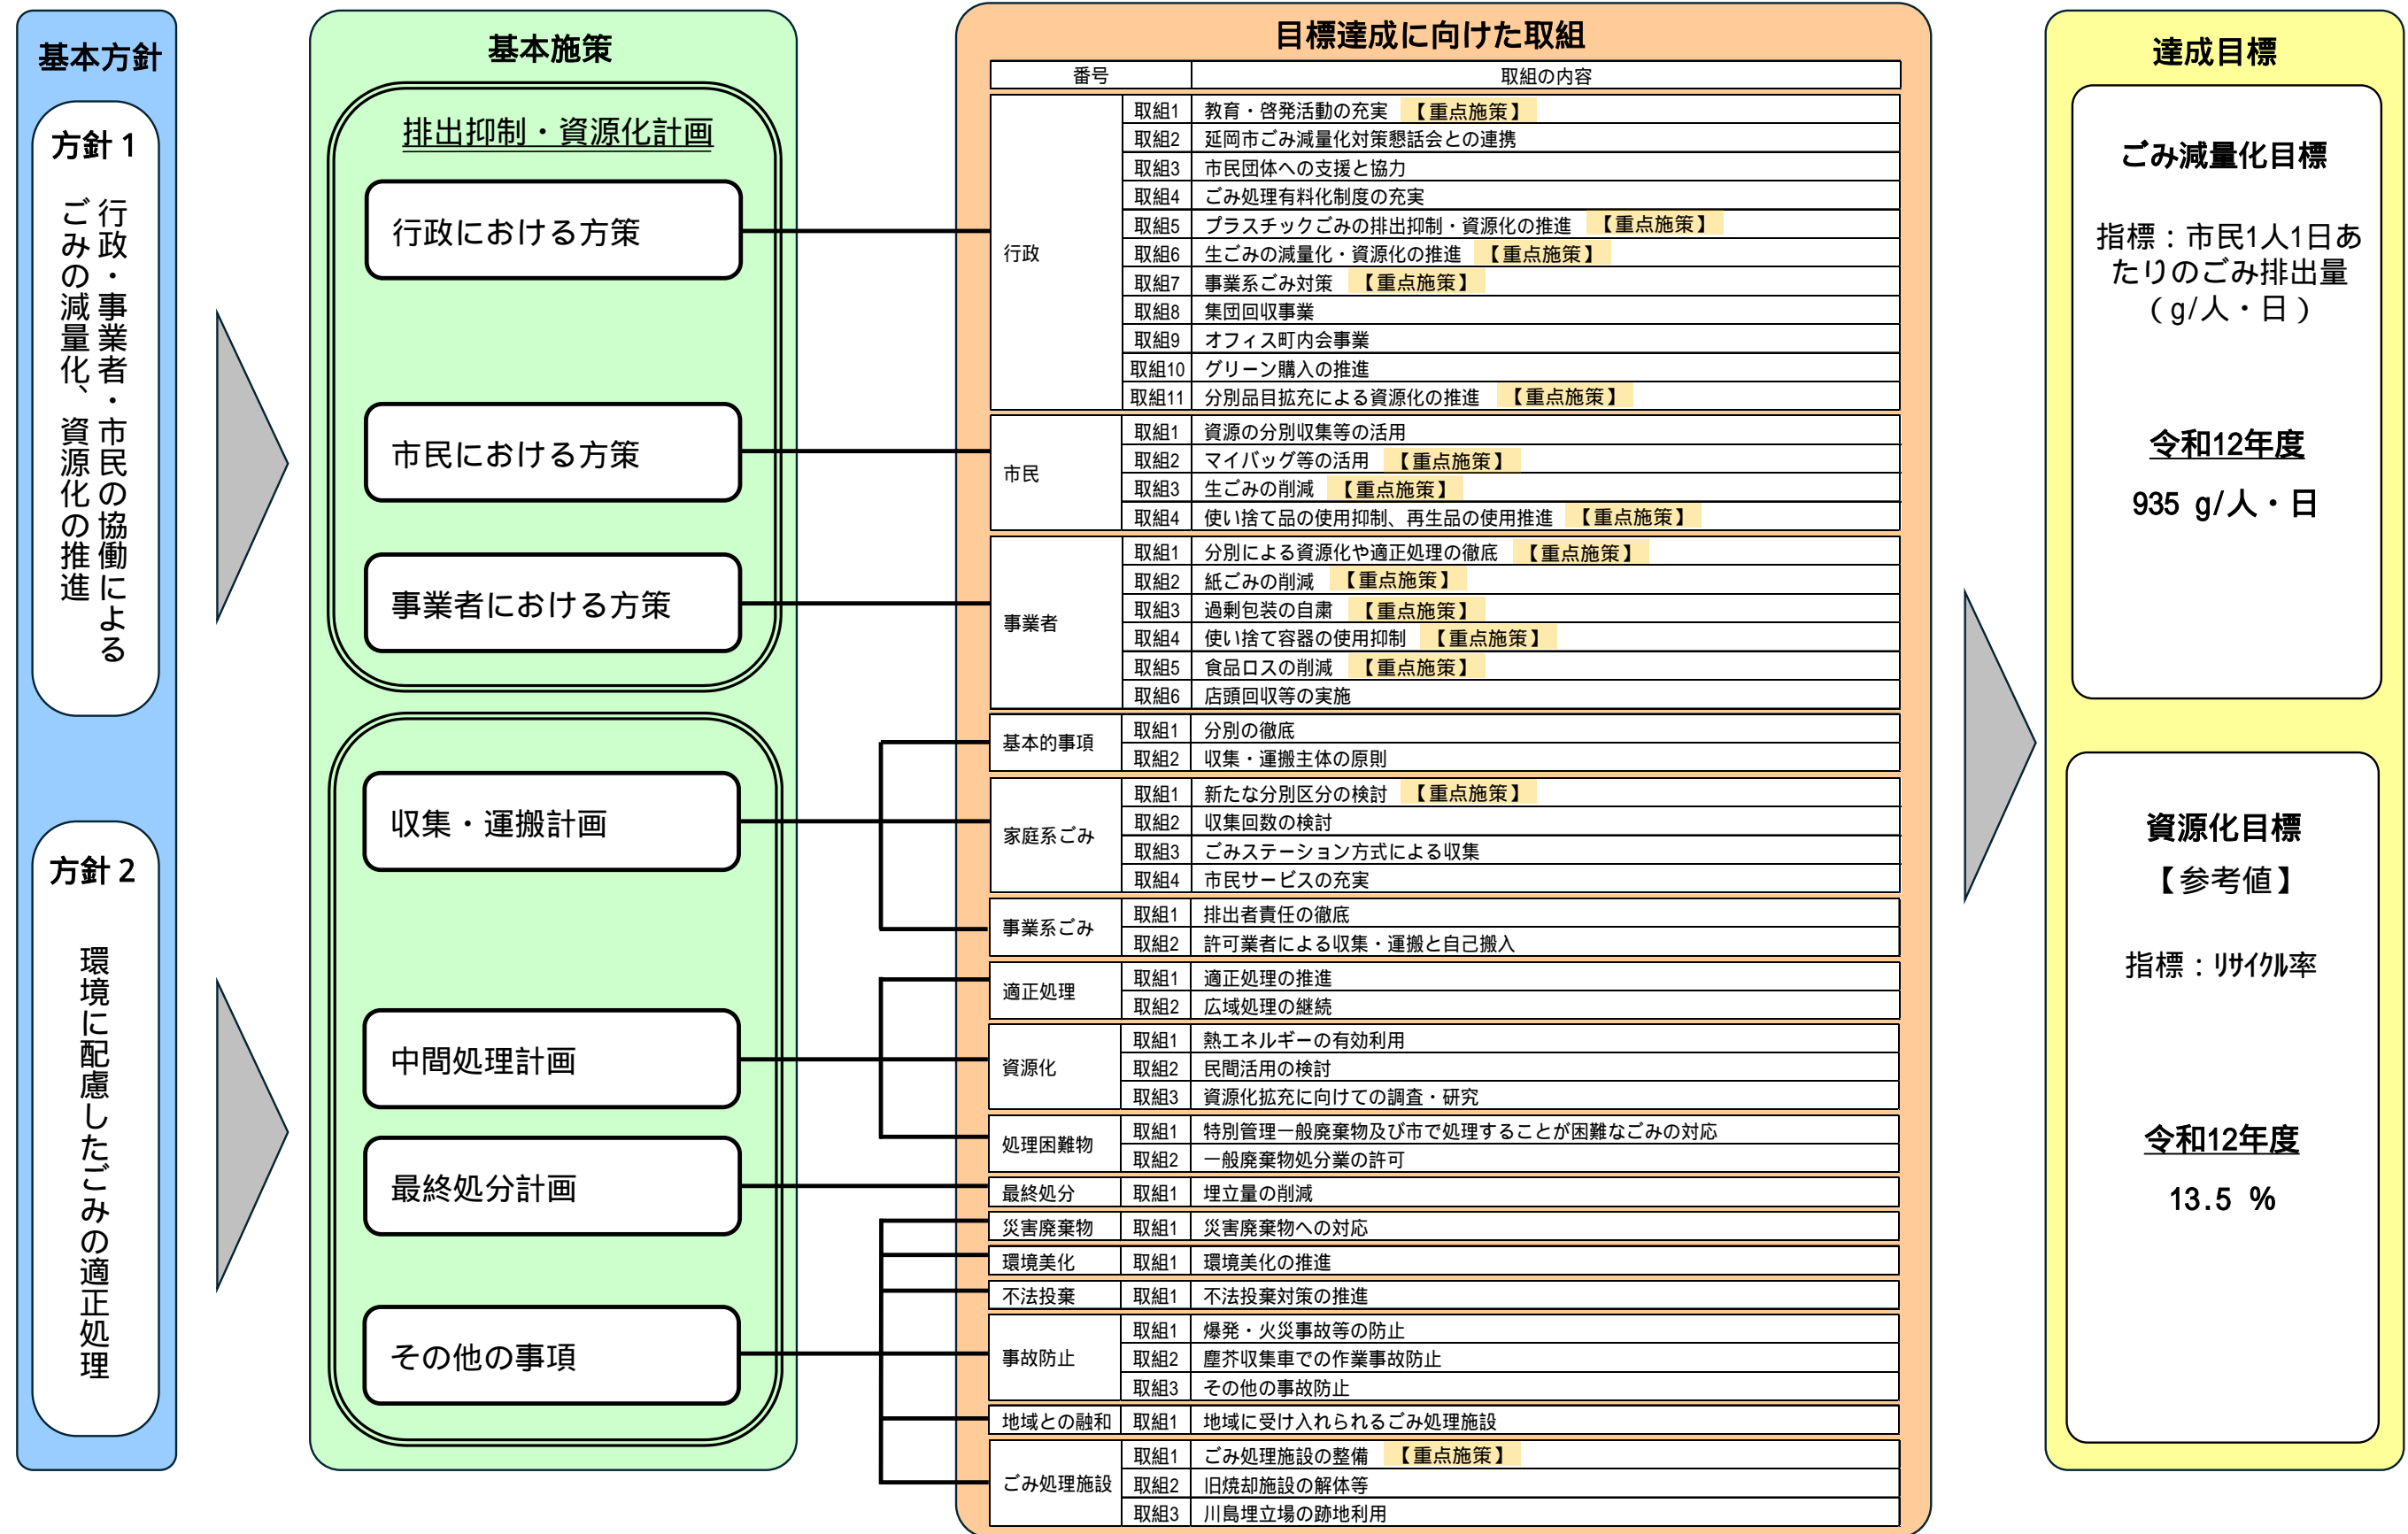 基本方針
方針 1
行政・事業者・市民の協働による
ごみの減量化、資源化の推進
方針 2
環境に配慮したごみの適正処理
基本施策
排出抑制・資源化計画
行政における方策
市民における方策
事業者における方策
収集・運搬計画
中間処理計画
最終処分計画
その他の事項
目標達成に向けた取組
番号 取組の内容
行政
取組1 教育・啓発活動の充実 【重点施策】
取組2 延岡市ごみ減量化対策懇話会との連携
取組3 市民団体への支援と協力
取組4 ごみ処理有料化制度の充実
取組5 プラスチックごみの排出抑制・資源化の推進 【重点施策】
取組6 生ごみの減量化・資源化の推進 【重点施策】
取組7 事業系ごみ対策 【重点施策】
取組8 集団回収事業
取組9 オフィス町内会事業
取組10 グリーン購入の推進
取組11 分別品目拡充による資源化の推進 【重点施策】
市民
取組1 資源の分別収集等の活用
取組2 マイバッグ等の活用 【重点施策】
取組3 生ごみの削減 【重点施策】
取組4 使い捨て品の使用抑制、再生品の使用推進 【重点施策】
事業者
取組1 分別による資源化や適正処理の徹底 【重点施策】
取組2 紙ごみの削減 【重点施策】
取組3 過剰包装の自粛 【重点施策】
取組4 使い捨て容器の使用抑制 【重点施策】
取組5 食品ロスの削減 【重点施策】
取組6 店頭回収等の実施
基本的事項
取組1 分別の徹底
取組2 収集・運搬主体の原則
家庭系ごみ
取組1 新たな分別区分の検討 【重点施策】
取組2 収集回数の検討
取組3 ごみステーション方式による収集
取組4 市民サービスの充実
事業系ごみ
取組1 排出者責任の徹底
取組2 許可業者による収集・運搬と自己搬入
適正処理
取組1 適正処理の推進
取組2 広域処理の継続
資源化
取組1 熱エネルギーの有効利用
取組2 民間活用の検討
取組3 資源化拡充に向けての調査・研究
処理困難物
取組1 特別管理一般廃棄物及び市で処理することが困難なごみの対応
取組2 一般廃棄物処分業の許可
最終処分 取組1 埋立量の削減
災害廃棄物 取組1 災害廃棄物への対応
環境美化 取組1 環境美化の推進
不法投棄 取組1 不法投棄対策の推進
事故防止
取組1 爆発・火災事故等の防止
取組2 塵芥収集車での作業事故防止
取組3 その他の事故防止
地域との融和 取組1 地域に受け入れられるごみ処理施設
ごみ処理施設
取組1 ごみ処理施設の整備 【重点施策】
取組2 旧焼却施設の解体等
取組3 川島埋立場の跡地利用
達成目標
ごみ減量化目標
指標：市民1人1日あ
たりのごみ排出量
（g/人・日）
令和12年度
935 g/人・日
資源化目標
【参考値】
指標：ﾘｻｲｸﾙ率
令和12年度
13.5 %